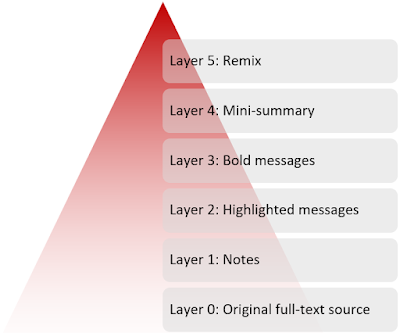 Layer 5: Remix
Layer 4: Mini-summary
Layer 3: Bold messages
Layer 2: Highlighted messages
Layer 1: Notes
Layer 0: Original full-text source